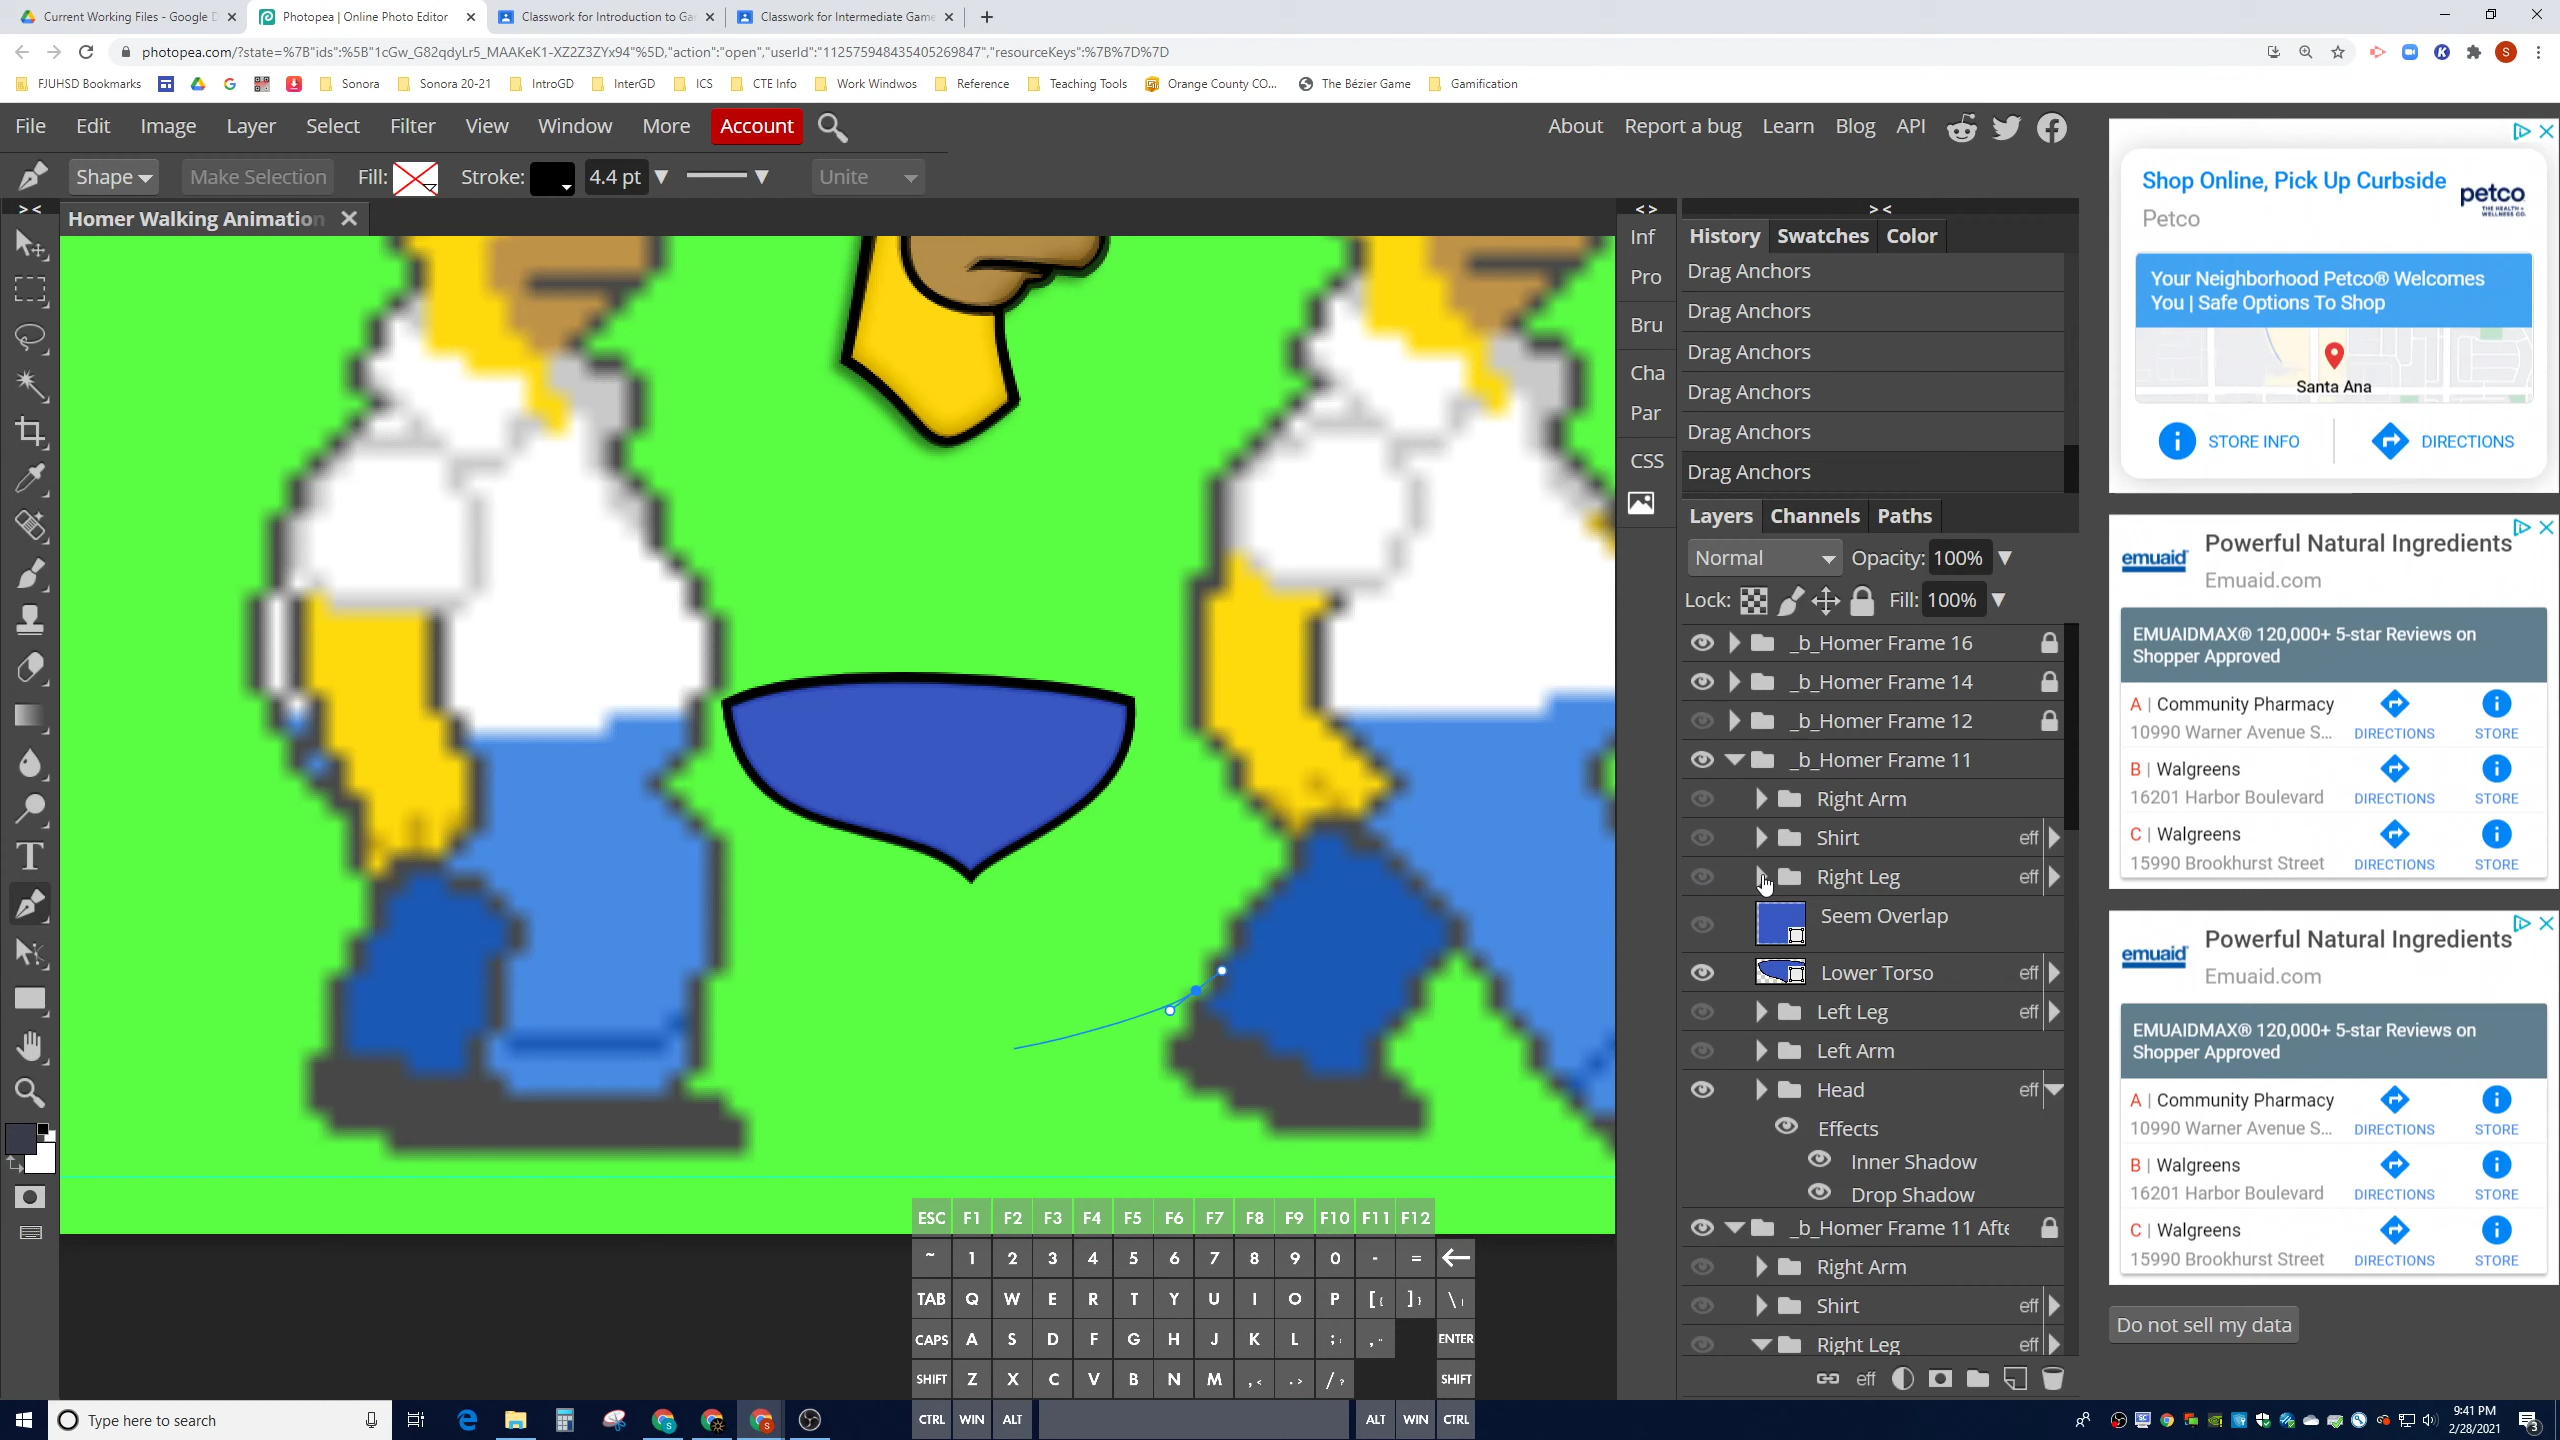 Current Working Files - Google D
Photopea | Online Photo Editor
Classwork for Introduction to Ga
Classwork for Intermediate Game
photopea.com/?state=%7B"ids":%5B"1cGw_G82qdyLr5_MAAKeK1-XZ2Z3ZYx94"%5D,"action":"open","userId":"112575948435405269847","resourceKeys":%7B%7D%7D
FJUHSD Bookmarks
Sonora
Sonora 20-21
IntroGD
InterGD
ICS
CTE Info
Work Windwos
Reference
Teaching Tools
Orange County CO...
The Bézier Game
Gamification
File Edit Image Layer Select Filter View Window More Account
About Report a bug Learn Blog API
Shape Make Selection Fill: Stroke: 4.4 pt Unite
Homer Walking Animation
Inf
Pro
Bru
Cha
Par
CSS
History Swatches Color
Drag Anchors
Drag Anchors
Drag Anchors
Drag Anchors
Drag Anchors
Drag Anchors
Layers Channels Paths
Normal Opacity: 100%
Lock: Fill: 100%
_b_Homer Frame 16
_b_Homer Frame 14
_b_Homer Frame 12
_b_Homer Frame 11
Right Arm
Shirt eff
Right Leg eff
Seem Overlap
Lower Torso eff
Left Leg eff
Left Arm
Head eff
Effects
Inner Shadow
Drop Shadow
_b_Homer Frame 11 Afte
Right Arm
Shirt eff
Right Leg eff
eff
Shop Online, Pick Up Curbside
Petco
petco
THE HEALTH +
WELLNESS CO.
Your Neighborhood Petco® Welcomes
You | Safe Options To Shop
Santa Ana
STORE INFO
DIRECTIONS
emuaid
Powerful Natural Ingredients
Emuaid.com
EMUAIDMAX® 120,000+ 5-star Reviews on
Shopper Approved
A | Community Pharmacy
10990 Warner Avenue S...
DIRECTIONS STORE
B | Walgreens
16201 Harbor Boulevard
DIRECTIONS STORE
C | Walgreens
15990 Brookhurst Street
DIRECTIONS STORE
emuaid
Powerful Natural Ingredients
Emuaid.com
EMUAIDMAX® 120,000+ 5-star Reviews on
Shopper Approved
A | Community Pharmacy
10990 Warner Avenue S...
DIRECTIONS STORE
B | Walgreens
16201 Harbor Boulevard
DIRECTIONS STORE
C | Walgreens
15990 Brookhurst Street
DIRECTIONS STORE
Do not sell my data
ESC F1 F2 F3 F4 F5 F6 F7 F8 F9 F10 F11 F12
~ 1 2 3 4 5 6 7 8 9 0 - =
TAB Q W E R T Y U I O P [{ ]} \|
CAPS A S D F G H J K L ;: ," ENTER
SHIFT Z X C V B N M ,< .> /? SHIFT
CTRL WIN ALT ALT WIN CTRL
Type here to search
9:41 PM
2/28/2021
3